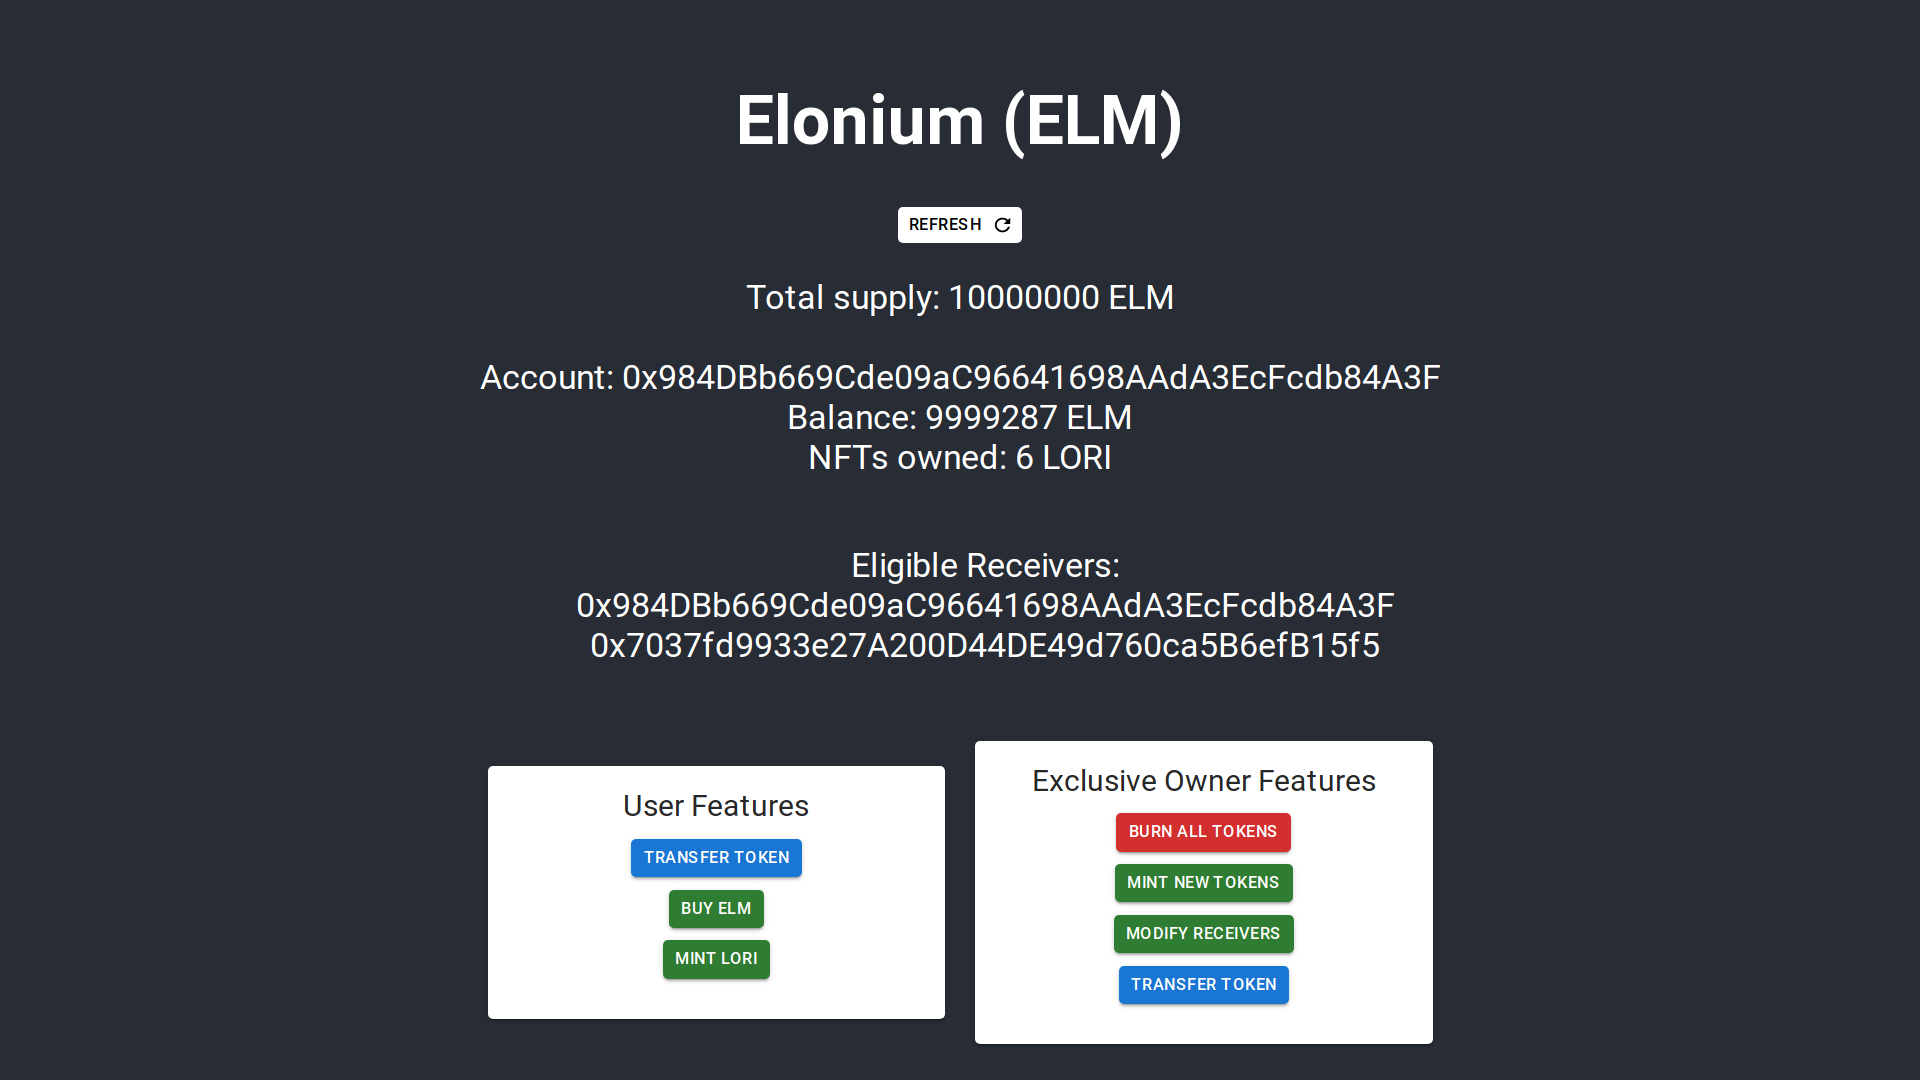 Elonium (ELM)
REFRESH
Total supply: 10000000 ELM
Account: 0x984DBb669Cde09aC96641698AAdA3EcFcdb84A3F
Balance: 9999287 ELM
NFTs owned: 6 LORI
Eligible Receivers:
0x984DBb669Cde09aC96641698AAdA3EcFcdb84A3F
0x7037fd9933e27A200D44DE49d760ca5B6efB15f5
User Features
TRANSFER TOKEN
BUY ELM
MINT LORI
Exclusive Owner Features
BURN ALL TOKENS
MINT NEW TOKENS
MODIFY RECEIVERS
TRANSFER TOKEN